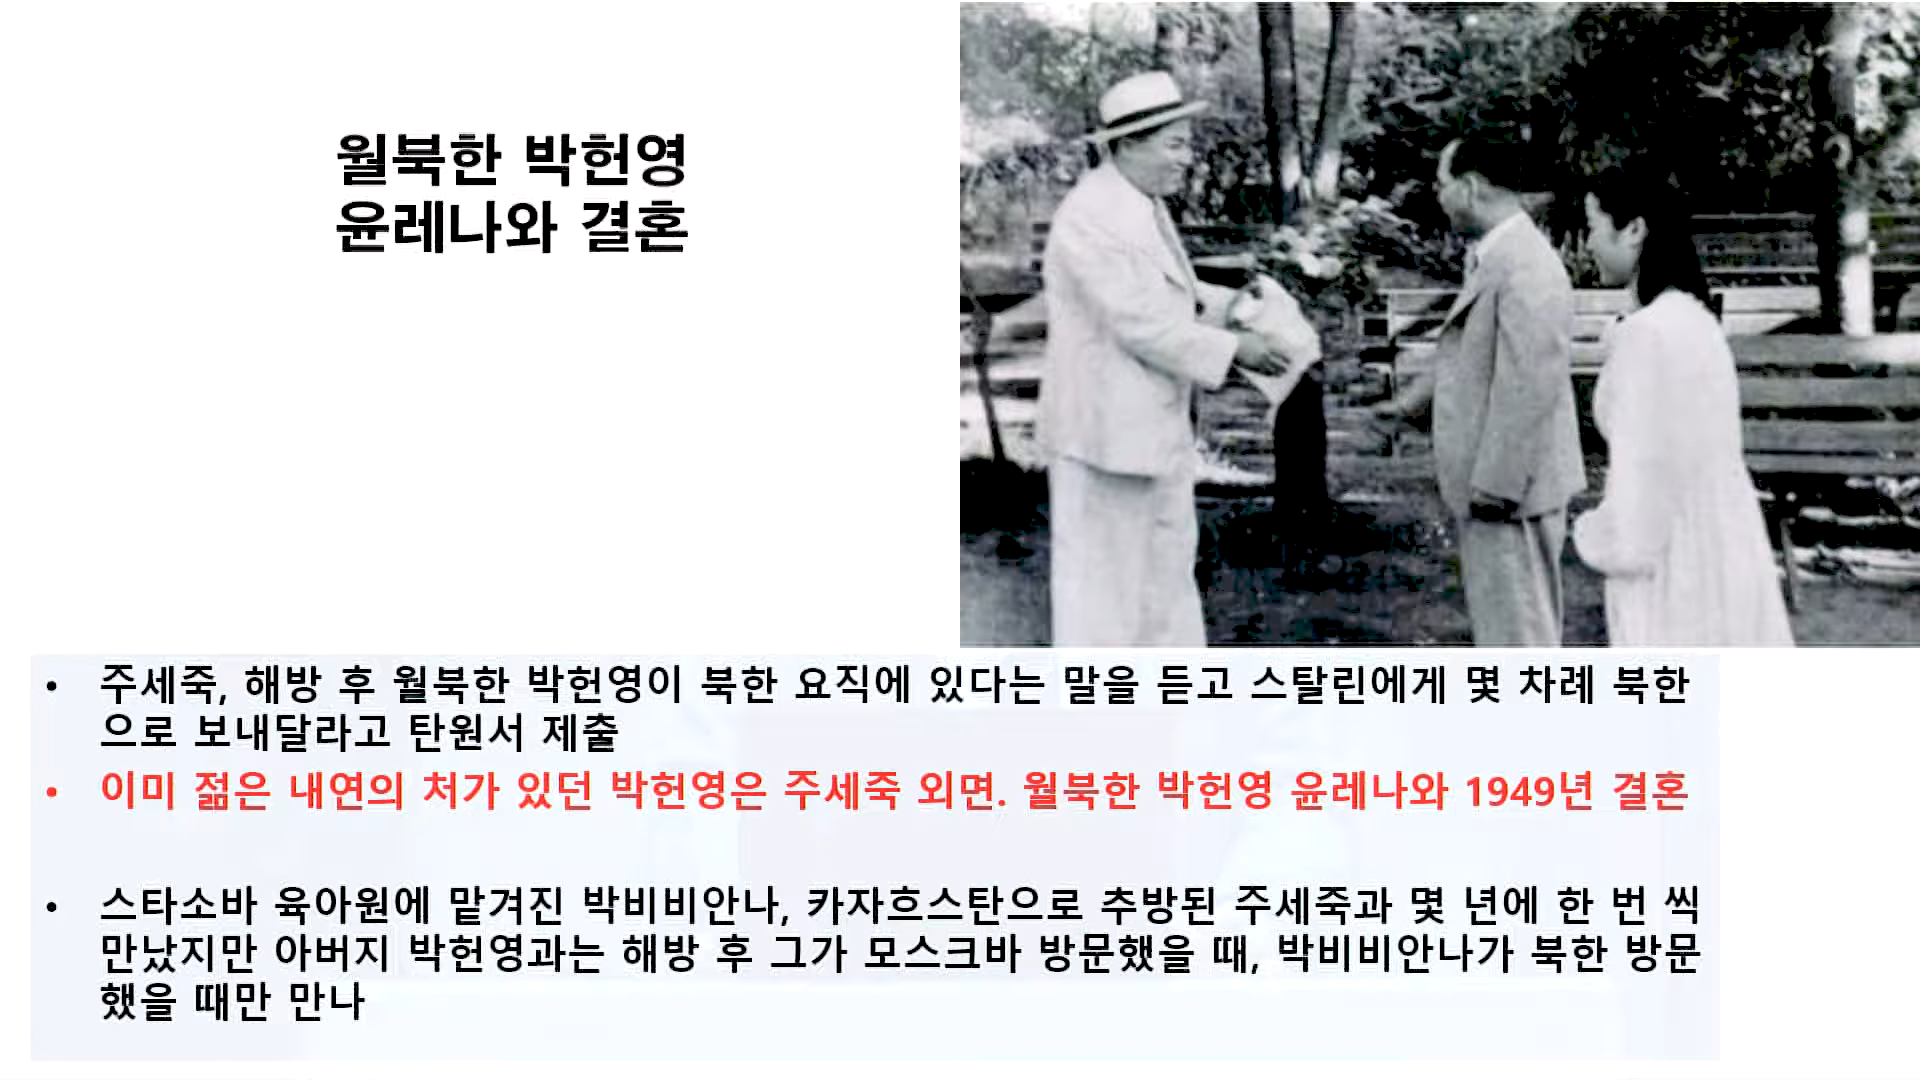 월북한 박헌영
윤레나와 결혼
• 주세죽, 해방 후 월북한 박헌영이 북한 요직에 있다는 말을 듣고 스탈린에게 몇 차례 북한
으로 보내달라고 탄원서 제출
• 이미 젊은 내연의 처가 있던 박헌영은 주세죽 외면. 월북한 박헌영 윤레나와 1949년 결혼
• 스타소바 육아원에 맡겨진 박비비안나, 카자흐스탄으로 추방된 주세죽과 몇 년에 한 번 씩
만났지만 아버지 박헌영과는 해방 후 그가 모스크바 방문했을 때, 박비비안나가 북한 방문
했을 때만 만나